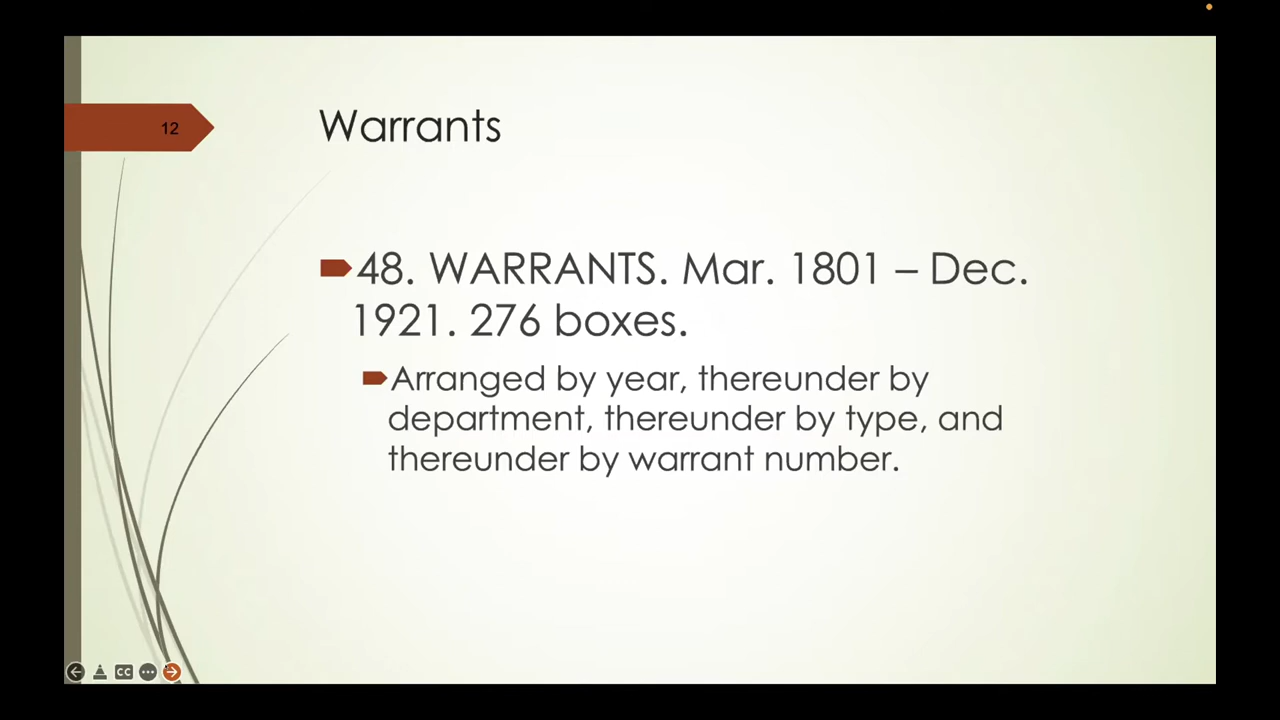 12
Warrants
48. WARRANTS. Mar. 1801 – Dec.
1921. 276 boxes.
Arranged by year, thereunder by
department, thereunder by type, and
thereunder by warrant number.
CC